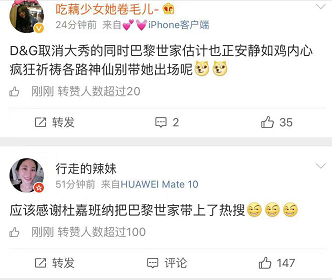 吃藕少女她卷毛儿-
24分钟前 来自iPhone客户端
D&G取消大秀的同时巴黎世家估计也正安静如鸡内心
疯狂祈祷各路神仙别带她出场呢
刚刚 转赞人数超过20
转发 2 35
行走的辣妹
51分钟前 来自HUAWEI Mate 10
应该感谢杜嘉班纳把巴黎世家带上了热搜
刚刚 转赞人数超过100
转发 评论 147